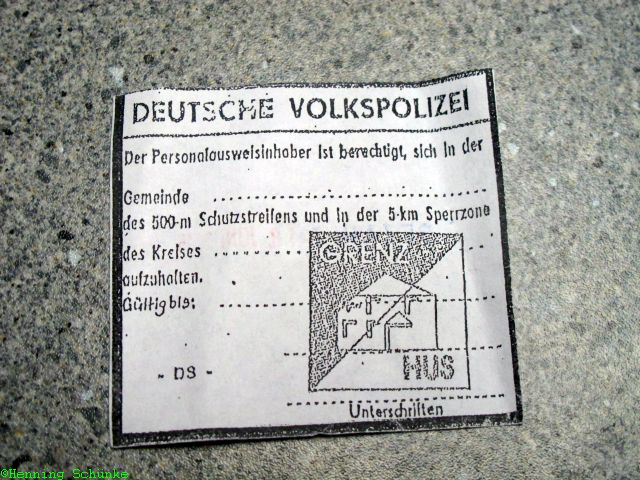 DEUTSCHE VOLKSPOLIZEI
Der Personalausweisinhaber ist berechtigt, sich in der
Gemeinde ........................................
des 500-m Schutzstreifens und in der 5-km Sperrzone
des Kreises ........................................
aufzuhalten.
Gültig bis: ........................................
GRENZ
HUS
- DS -
Unterschriften
©Henning Schünke